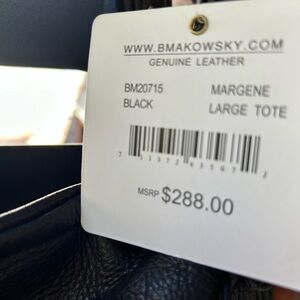 WWW.BMAKOWSKY.COM
GENUINE LEATHER
BM20715 MARGENE
BLACK LARGE TOTE
MSRP $288.00